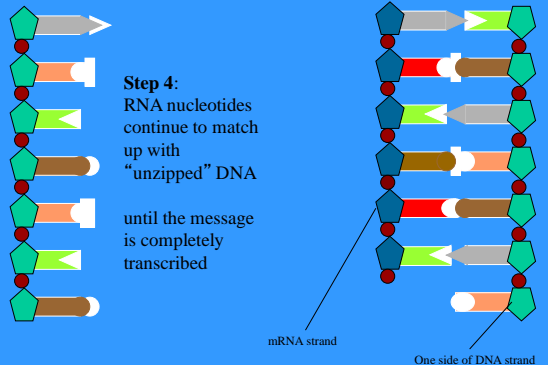 Step 4:
RNA nucleotides
continue to match
up with
“unzipped” DNA
until the message
is completely
transcribed
mRNA strand
One side of DNA strand